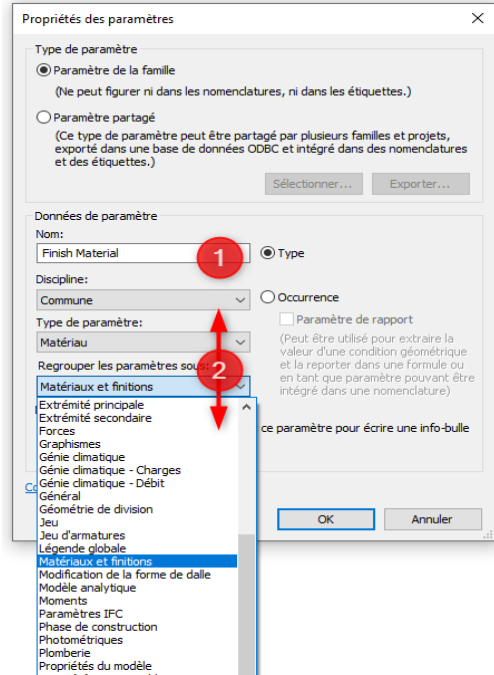 Propriétés des paramètres
Type de paramètre
Paramètre de la famille
(Ne peut figurer ni dans les nomenclatures, ni dans les étiquettes.)
Paramètre partagé
(Ce type de paramètre peut être partagé par plusieurs familles et projets,
exporté dans une base de données ODBC et intégré dans des nomenclatures
et des étiquettes.)
Sélectionner...
Exporter...
Données de paramètre
Nom:
Finish Material
1
Type
Discipline:
Commune
Occurrence
Type de paramètre:
Paramètre de rapport
Matériau
(Peut être utilisé pour extraire la
valeur d'une condition géométrique
et la reporter dans une formule ou
en tant que paramètre pouvant être
intégré dans une nomenclature)
Regrouper les paramètres sous:
2
Matériaux et finitions
Extrémité principale
Extrémité secondaire
Forces
ce paramètre pour écrire une info-bulle
Graphismes
Génie climatique
Génie climatique - Charges
Génie climatique - Débit
Général
Géométrie de division
Jeu
OK
Annuler
Jeu d'armatures
Légende globale
Matériaux et finitions
Modification de la forme de dalle
Modèle analytique
Moments
Paramètres IFC
Phase de construction
Photométriques
Plomberie
Propriétés du modèle